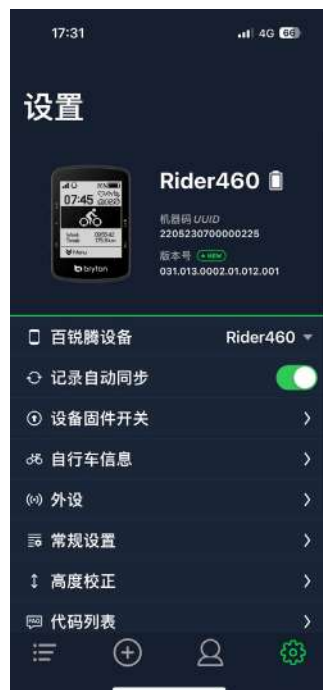 17:31
4G 66
设置
07:45
Menu
bryton
Rider460
机器码 UUID
2205230700000225
版本号 NEW
031.013.0002.01.012.001
百锐腾设备 Rider460
记录自动同步
设备固件开关
自行车信息
外设
常规设置
高度校正
FAQ 代码列表